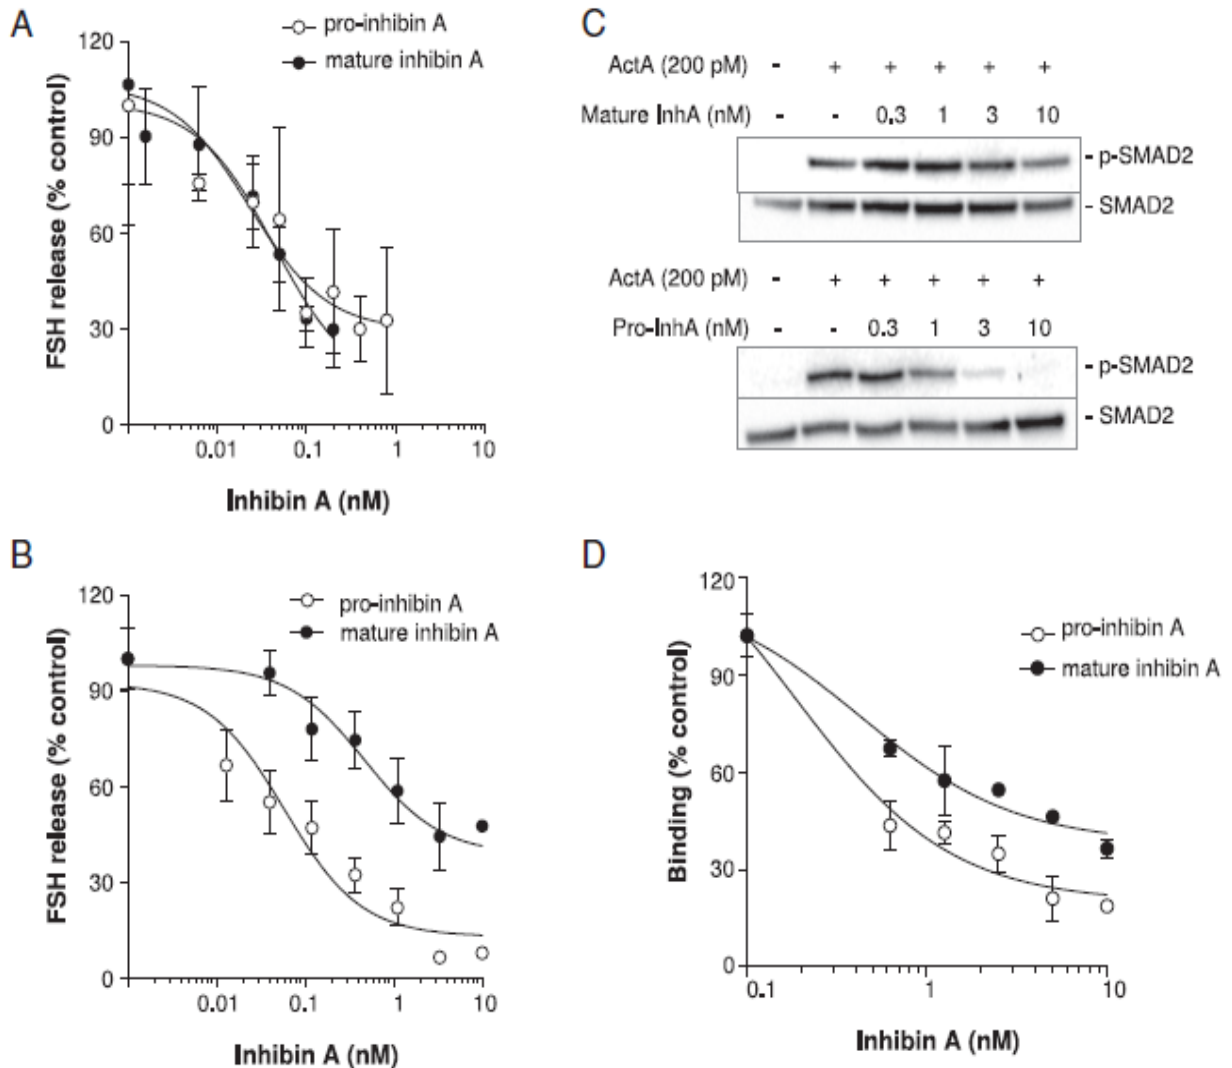 A
pro-inhibin A
mature inhibin A
120
90
60
30
0
FSH release (% control)
0.01 0.1 1 10
Inhibin A (nM)
B
pro-inhibin A
mature inhibin A
120
90
60
30
0
FSH release (% control)
0.01 0.1 1 10
Inhibin A (nM)
C
ActA (200 pM) - + + + + +
Mature InhA (nM) - - 0.3 1 3 10
- p-SMAD2
- SMAD2
ActA (200 pM) - + + + + +
Pro-InhA (nM) - - 0.3 1 3 10
- p-SMAD2
- SMAD2
D
pro-inhibin A
mature inhibin A
120
90
60
30
0
Binding (% control)
0.1 1 10
Inhibin A (nM)